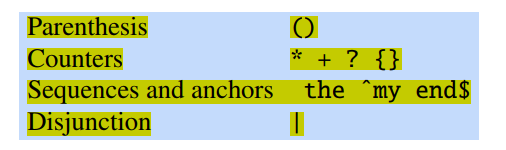 Parenthesis ()
Counters * + ? {}
Sequences and anchors the ^my end$
Disjunction |